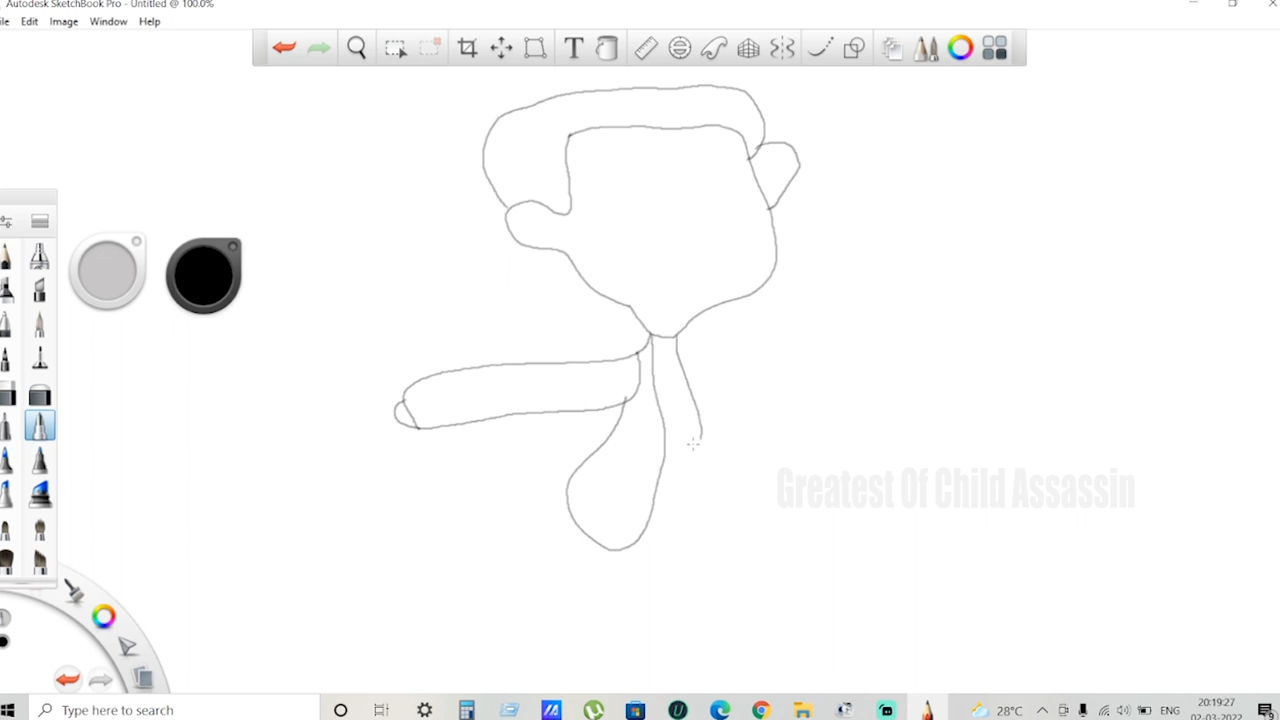 Autodesk SketchBook Pro - Untitled @ 100.0%
Edit Image Window Help
Greatest Of Child Assassin
Type here to search
28°C
ENG
20:19:27